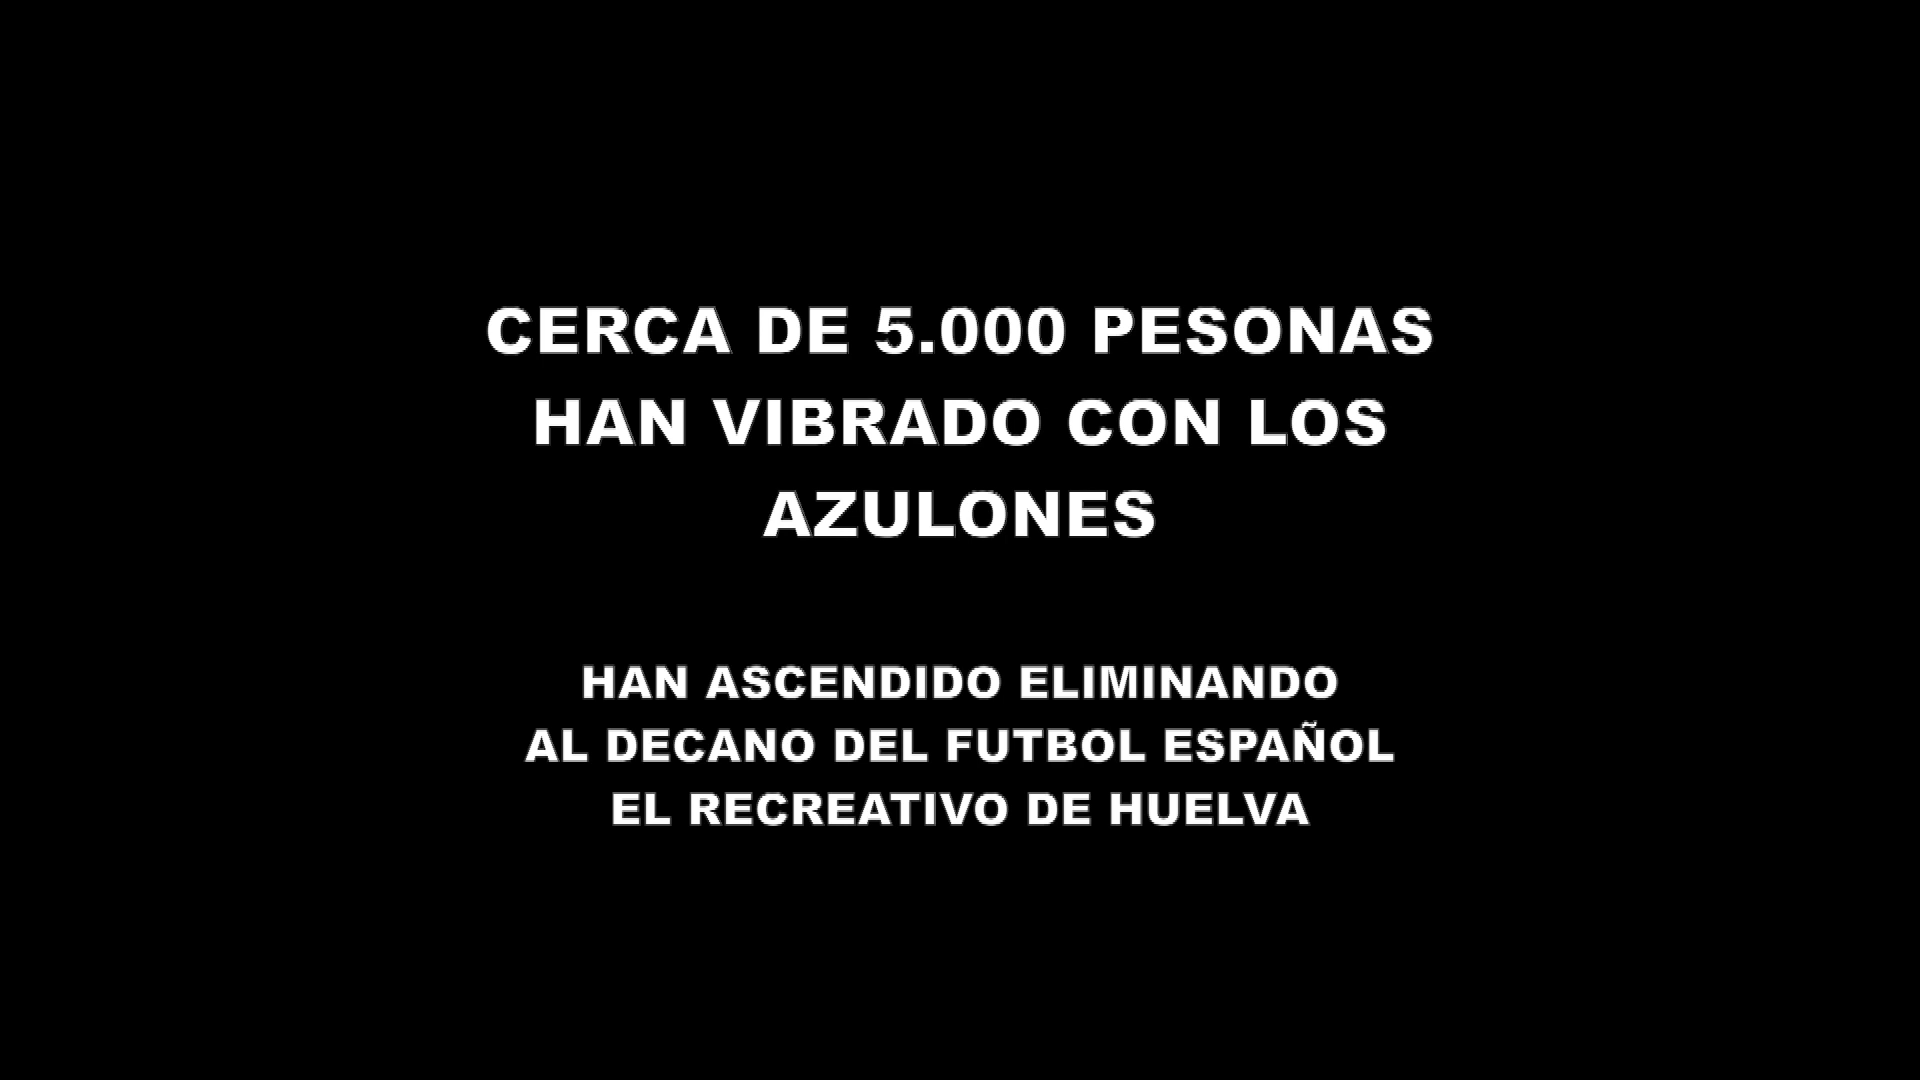 CERCA DE 5.000 PESONAS
HAN VIBRADO CON LOS
AZULONES
HAN ASCENDIDO ELIMINANDO
AL DECANO DEL FUTBOL ESPAÑOL
EL RECREATIVO DE HUELVA